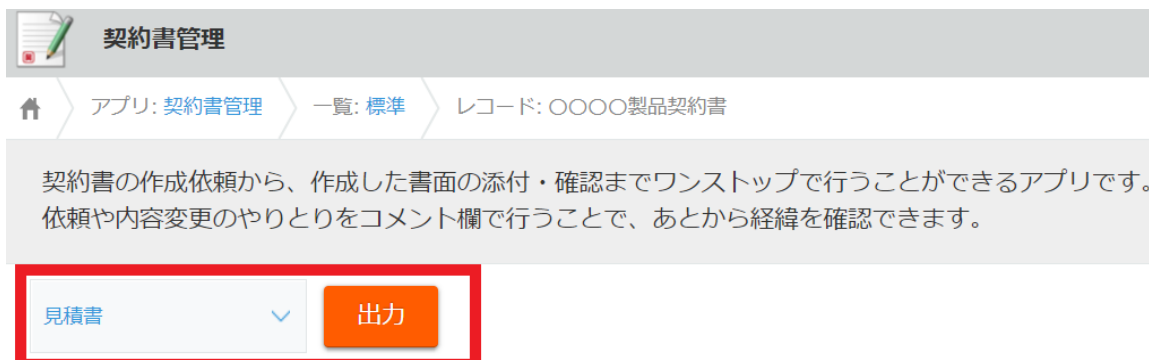 契約書管理
アプリ: 契約書管理 一覧: 標準 レコード: 〇〇〇〇製品契約書
契約書の作成依頼から、作成した書面の添付・確認までワンストップで行うことができるアプリです。
依頼や内容変更のやりとりをコメント欄で行うことで、あとから経緯を確認できます。
見積書 出力